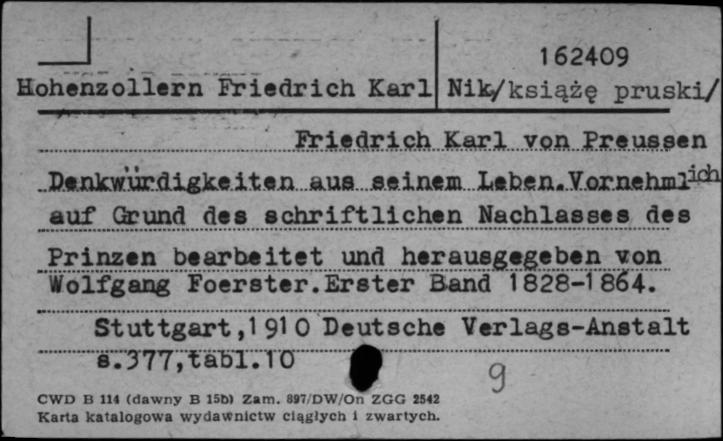 162409
Hohenzollern Friedrich Karl Nik/książę pruski/
Friedrich Karl von Preussen
Denkwürdigkeiten aus seinem Leben.Vornehmlich
auf Grund des schriftlichen Nachlasses des
Prinzen bearbeitet und herausgegeben von
Wolfgang Foerster.Erster Band 1828-1864.
Stuttgart,1910 Deutsche Verlags-Anstalt
s.377,tabl.10
9
CWD B 114 (dawny B 15b) Zam. 897/DW/On ZGG 2542
Karta katalogowa wydawnictw ciągłych i zwartych.